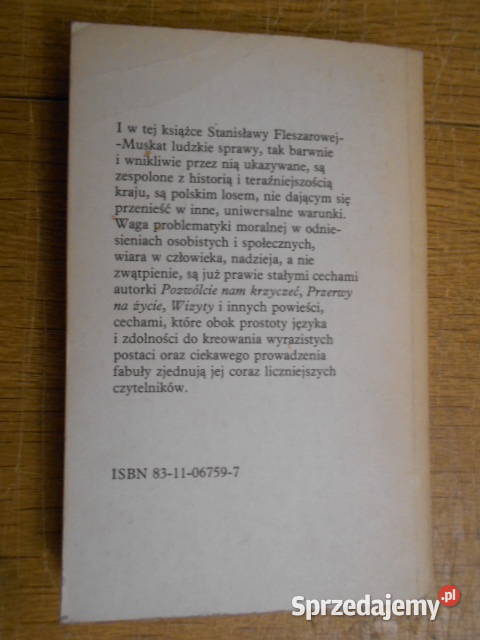 I w tej książce Stanisławy Fleszarowej-
-Muskat ludzkie sprawy, tak barwnie
i wnikliwie przez nią ukazywane, są
zespolone z historią i teraźniejszością
kraju, są polskim losem, nie dającym się
przenieść w inne, uniwersalne warunki.
Waga problematyki moralnej w odnie-
sieniach osobistych i społecznych,
wiara w człowieka, nadzieja, a nie
zwątpienie, są już prawie stałymi cechami
autorki Pozwólcie nam krzyczeć, Przerwy
na życie, Wizyty i innych powieści,
cechami, które obok prostoty języka
i zdolności do kreowania wyrazistych
postaci oraz ciekawego prowadzenia
fabuły zjednują jej coraz liczniejszych
czytelników.
ISBN 83-11-06759-7
Sprzedajemy.pl